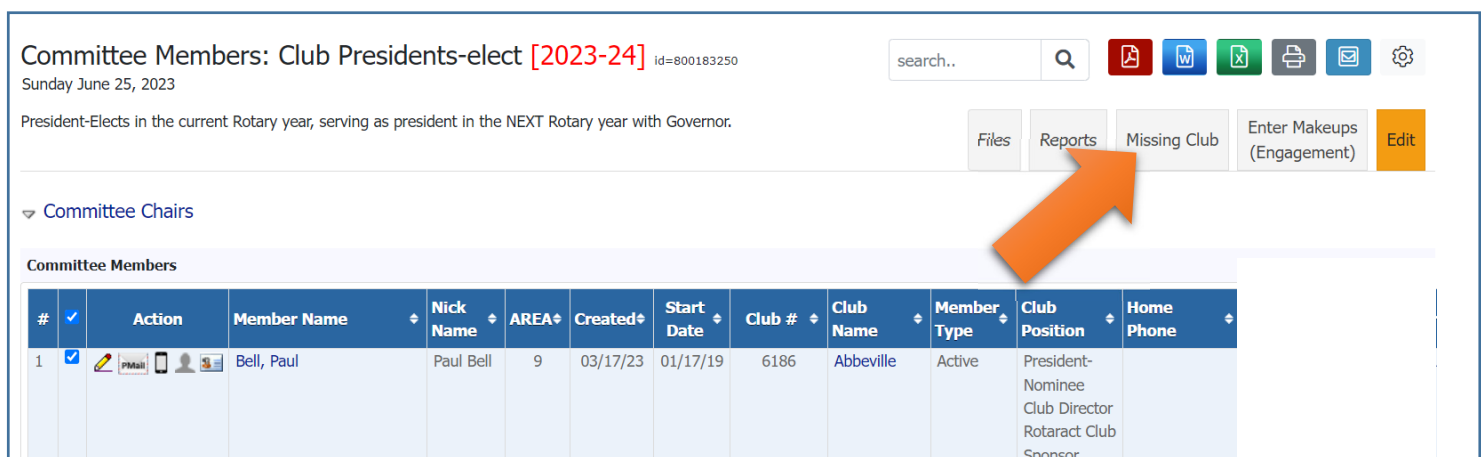 Committee Members: Club Presidents-elect [2023-24] id=800183250
Sunday June 25, 2023
President-Elects in the current Rotary year, serving as president in the NEXT Rotary year with Governor.
search..
Files
Reports
Missing Club
Enter Makeups
(Engagement)
Edit
Committee Chairs
Committee Members
# Action Member Name Nick Name AREA Created Start Date Club # Club Name Member Type Club Position Home Phone
1 PMail Bell, Paul Paul Bell 9 03/17/23 01/17/19 6186 Abbeville Active President-
Nominee
Club Director
Rotaract Club
Sponsor